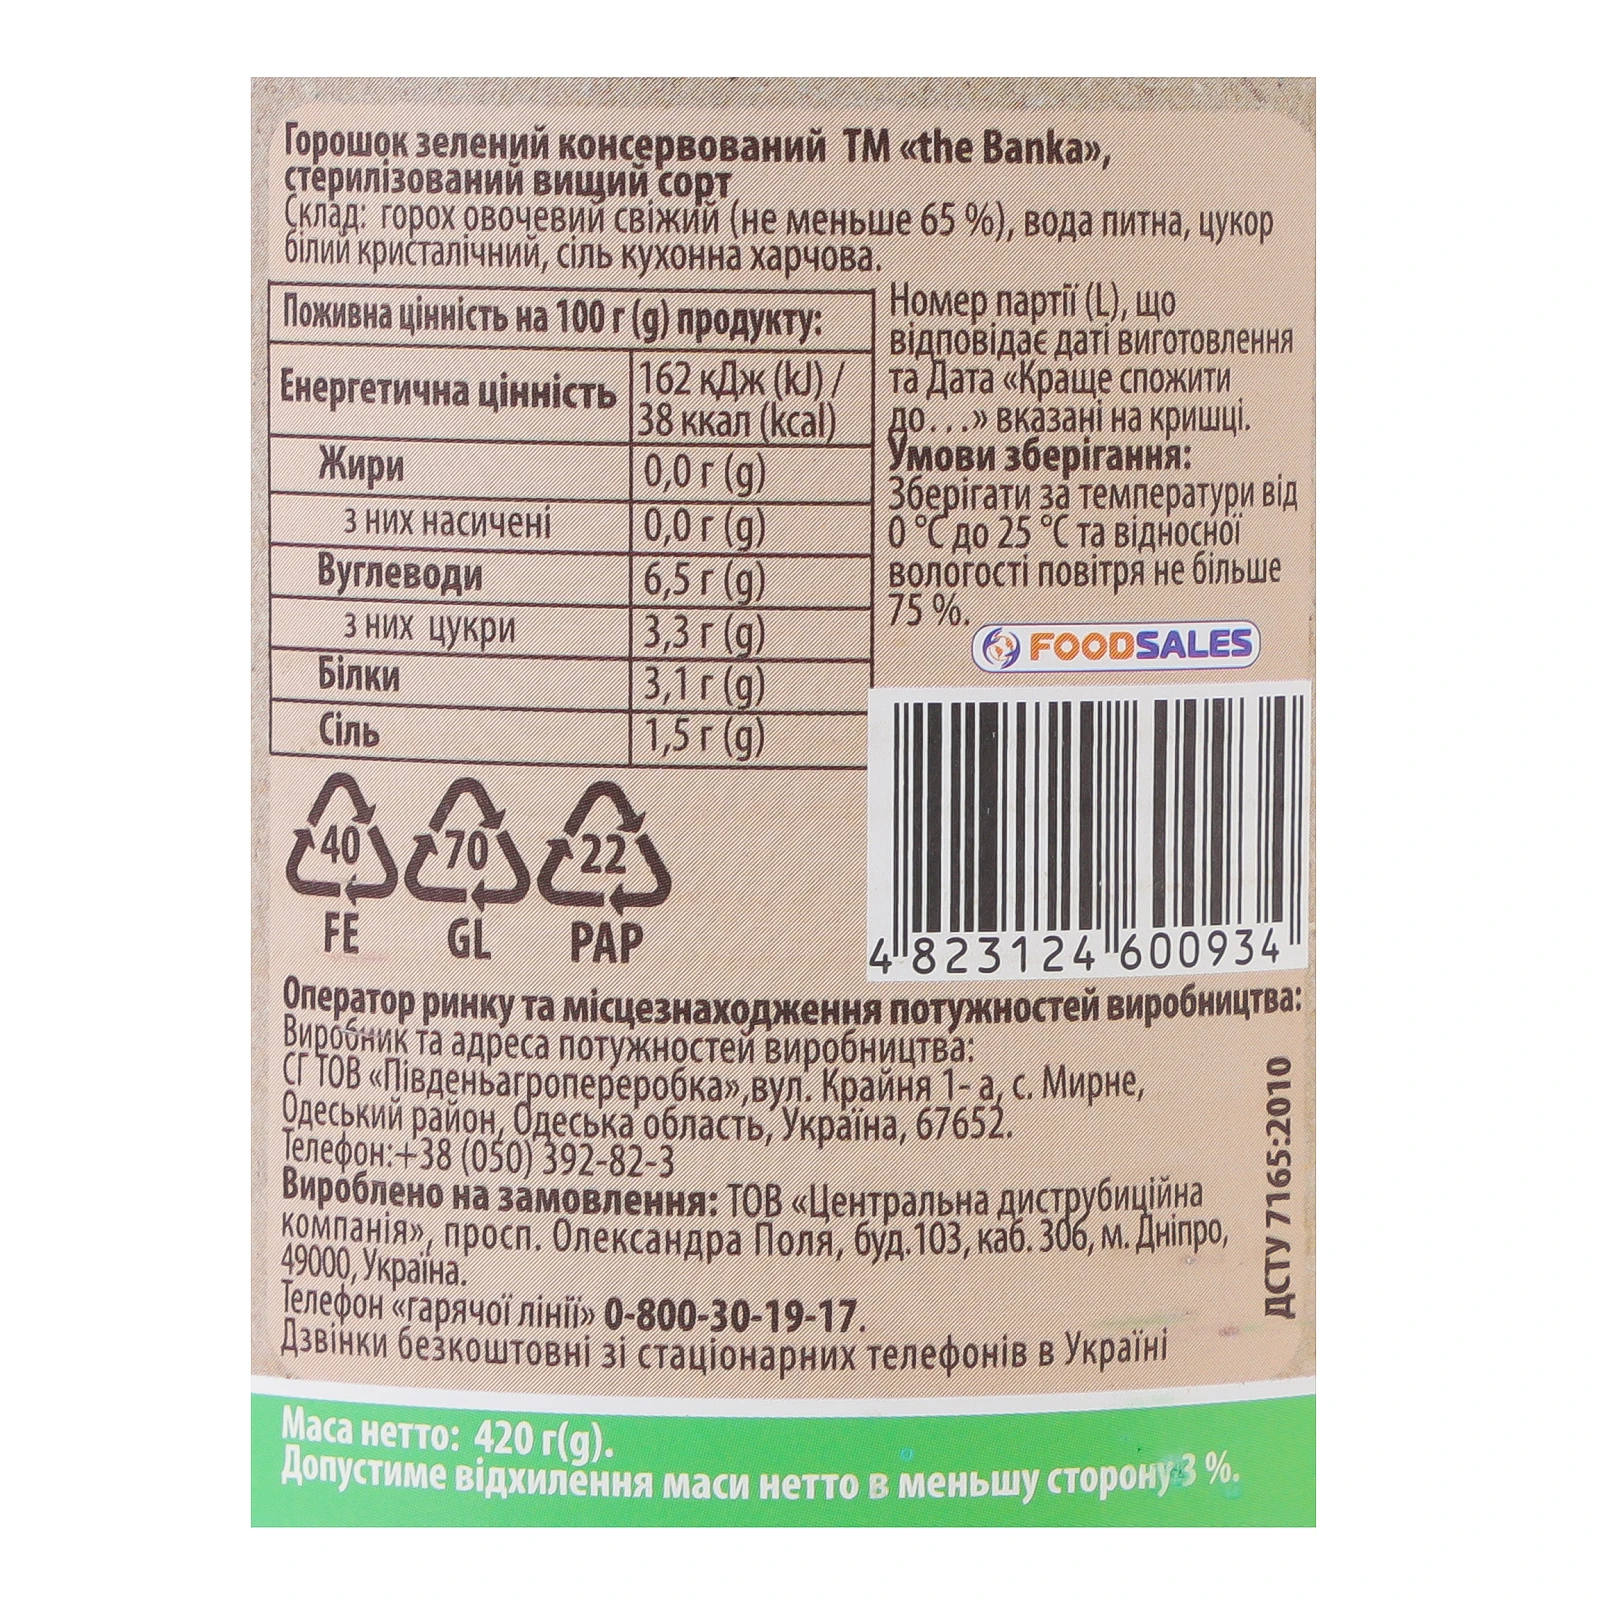 Горошок зелений консервований ТМ «the Banka»,
стерилізований вищий сорт
Склад: горох овочевий свіжий (не меньше 65 %), вода питна, цукор
білий кристалічний, сіль кухонна харчова.
Поживна цінність на 100 г (g) продукту:
Енергетична цінність 162 кДж (kJ) /
38 ккал (kcal)
Жири 0,0 г (g)
з них насичені 0,0 г (g)
Вуглеводи 6,5 г (g)
з них цукри 3,3 г (g)
Білки 3,1 г (g)
Сіль 1,5 г (g)
Номер партії (L), що
відповідає даті виготовлення
та Дата «Краще спожити
до...» вказані на кришці.
Умови зберігання:
Зберігати за температури від
0 °C до 25 °C та відносної
вологості повітря не більше
75 %.
FOODSALES
40 70 22
FE GL PAP
4 823124 600934
Оператор ринку та місцезнаходження потужностей виробництва:
Виробник та адреса потужностей виробництва:
СГ ТОВ «Південьагропереробка»,вул. Крайня 1- а, с. Мирне,
Одеський район, Одеська область, Україна, 67652.
Телефон:+38 (050) 392-82-3
Вироблено на замовлення: ТОВ «Центральна диструбиційна
компанія», просп. Олександра Поля, буд.103, каб. 306, м. Дніпро,
49000, Україна.
Телефон «гарячої лінії» 0-800-30-19-17.
Дзвінки безкоштовні зі стаціонарних телефонів в Україні
ДСТУ 7165:2010
Маса нетто: 420 г(g).
Допустиме відхилення маси нетто в меньшу сторону 3 %.